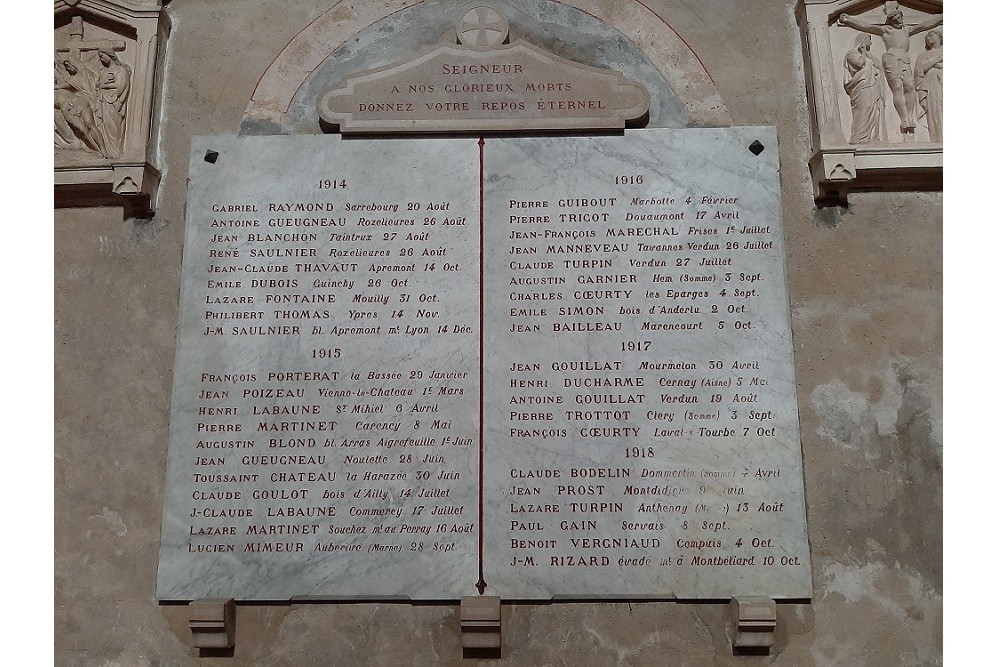 SEIGNEUR
A NOS GLORIEUX MORTS
DONNEZ VOTRE REPOS ÉTERNEL
1914
GABRIEL RAYMOND Sarrebourg 20 Août
ANTOINE GUEUGNEAU Rozelieures 26 Août
JEAN BLANCHON Taintrux 27 Août
RENÉ SAULNIER Rozelieures 26 Août
JEAN-CLAUDE THAVAUT Apremont 14 Oct.
EMILE DUBOIS Guinchy 26 Oct
LAZARE FONTAINE Mouilly 31 Oct.
PHILIBERT THOMAS Ypres 14 Nov.
J-M. SAULNIER bl. Apremont mt Lyon 14 Déc.
1915
FRANÇOIS PORTERAT la Bassée 29 Janvier
JEAN POIZEAU Vienne-le-Chateau 1er Mars
HENRI LABAUNE St Mihiel 6 Avril
PIERRE MARTINET Carency 8 Mai
AUGUSTIN BLOND bl. Arras Aigrefeuille 1er Juin
JEAN GUEUGNEAU Noulette 28 Juin
TOUSSAINT CHATEAU la Harazée 30 Juin
CLAUDE GOULOT bois d'Ailly 14 Juillet
J-CLAUDE LABAUNE Commercy 17 Juillet
LAZARE MARTINET Souchez mt au Perray 16 Août
LUCIEN MIMEUR Auberive (Marne) 28 Sept.
1916
PIERRE GUIBOUT Marbotte 4 Février
PIERRE TRICOT Douaumont 17 Avril
JEAN-FRANÇOIS MARECHAL Frises 1er Juillet
JEAN MANNEVEAU Tavannes Verdun 26 Juillet
CLAUDE TURPIN Verdun 27 Juillet
AUGUSTIN GARNIER Hem (Somme) 3 Sept.
CHARLES CŒURTY les Eparges 4 Sept.
EMILE SIMON bois d'Anderlu 2 Oct.
JEAN BAILLEAU Marencourt 5 Oct.
1917
JEAN GOUILLAT Mourmelon 30 Avril
HENRI DUCHARME Cernay (Aisne) 5 Mai
ANTOINE GOUILLAT Verdun 19 Août
PIERRE TROTTOT Clery (Somme) 3 Sept.
FRANÇOIS CŒURTY Laval-s-Tourbe 7 Oct
1918
CLAUDE BODELIN Dommertin (Somme) 4 Avril
JEAN PROST Montdidier 9 Juin
LAZARE TURPIN Anthenay (Marne) 13 Août
PAUL GAIN Servais 8 Sept.
BENOIT VERGNIAUD Cempuis 4 Oct.
J-M. RIZARD évadé mt à Montbéliard 10 Oct.